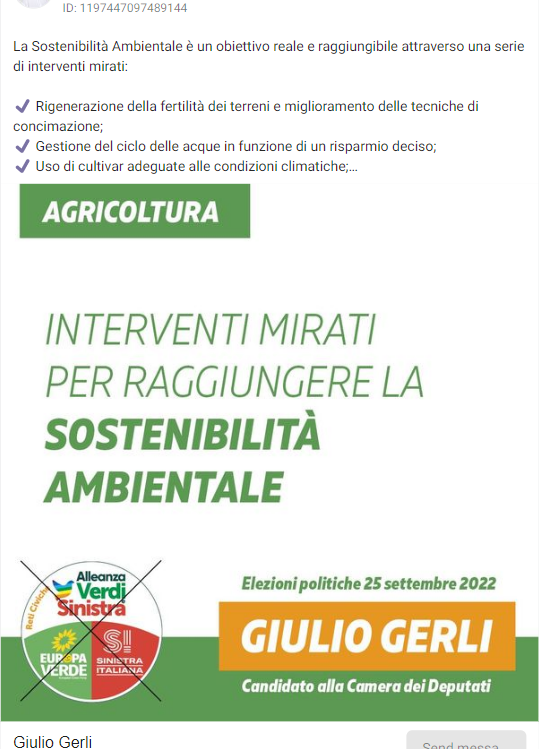 ID: 1197447097489144
La Sostenibilità Ambientale è un obiettivo reale e raggiungibile attraverso una serie
di interventi mirati:
✔ Rigenerazione della fertilità dei terreni e miglioramento delle tecniche di
concimazione;
✔ Gestione del ciclo delle acque in funzione di un risparmio deciso;
✔ Uso di cultivar adeguate alle condizioni climatiche;...
AGRICOLTURA
INTERVENTI MIRATI
PER RAGGIUNGERE LA
SOSTENIBILITÀ
AMBIENTALE
Reti Civiche
Alleanza
Verdi
Sinistra
EUROPA
VERDE
SI
SINISTRA
ITALIANA
Elezioni politiche 25 settembre 2022
GIULIO GERLI
Candidato alla Camera dei Deputati
Giulio Gerli
Send messa